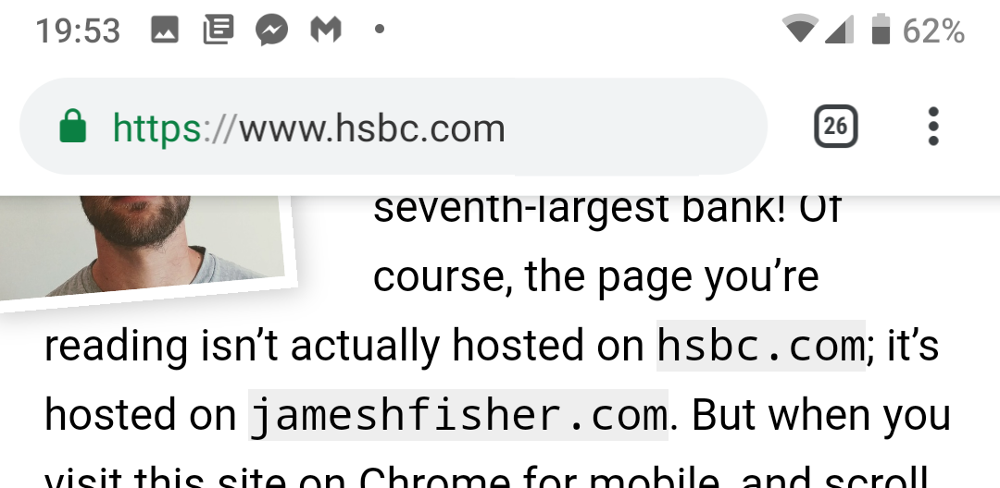 19:53 62%
https://www.hsbc.com 26
seventh-largest bank! Of
course, the page you’re
reading isn’t actually hosted on hsbc.com; it’s
hosted on jameshfisher.com. But when you
visit this site on Chrome for mobile, and scroll